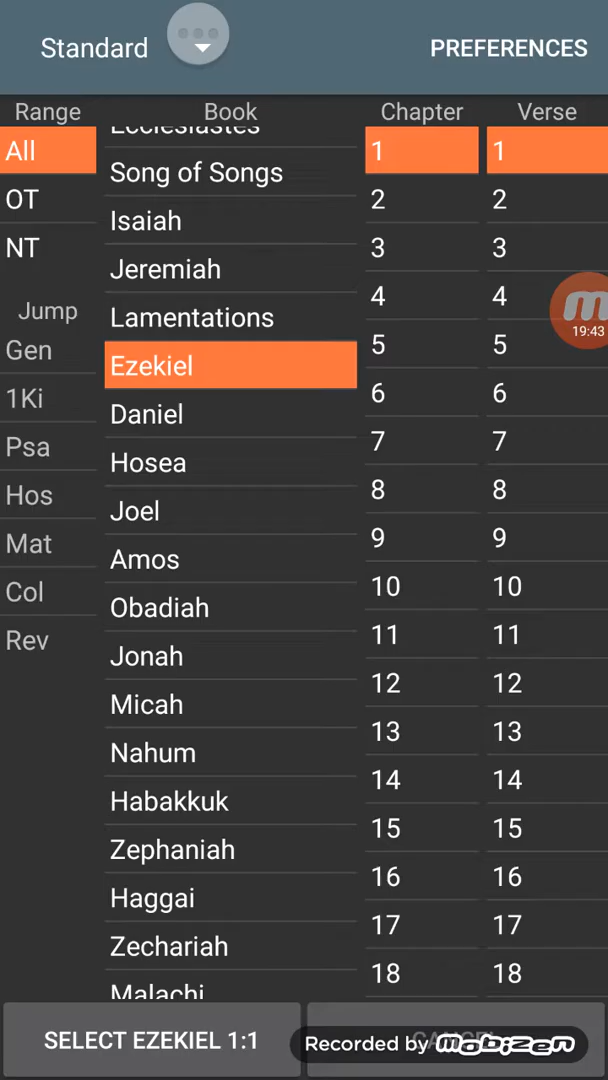 Standard
PREFERENCES
Range
Book
Chapter
Verse
All
OT
NT
Jump
Gen
1Ki
Psa
Hos
Mat
Col
Rev
Ecclesiastes
Song of Songs
Isaiah
Jeremiah
Lamentations
Ezekiel
Daniel
Hosea
Joel
Amos
Obadiah
Jonah
Micah
Nahum
Habakkuk
Zephaniah
Haggai
Zechariah
Malachi
1
2
3
4
5
6
7
8
9
10
11
12
13
14
15
16
17
18
1
2
3
4
5
6
7
8
9
10
11
12
13
14
15
16
17
18
m
19:43
SELECT EZEKIEL 1:1
CANCEL
Recorded by mobizen